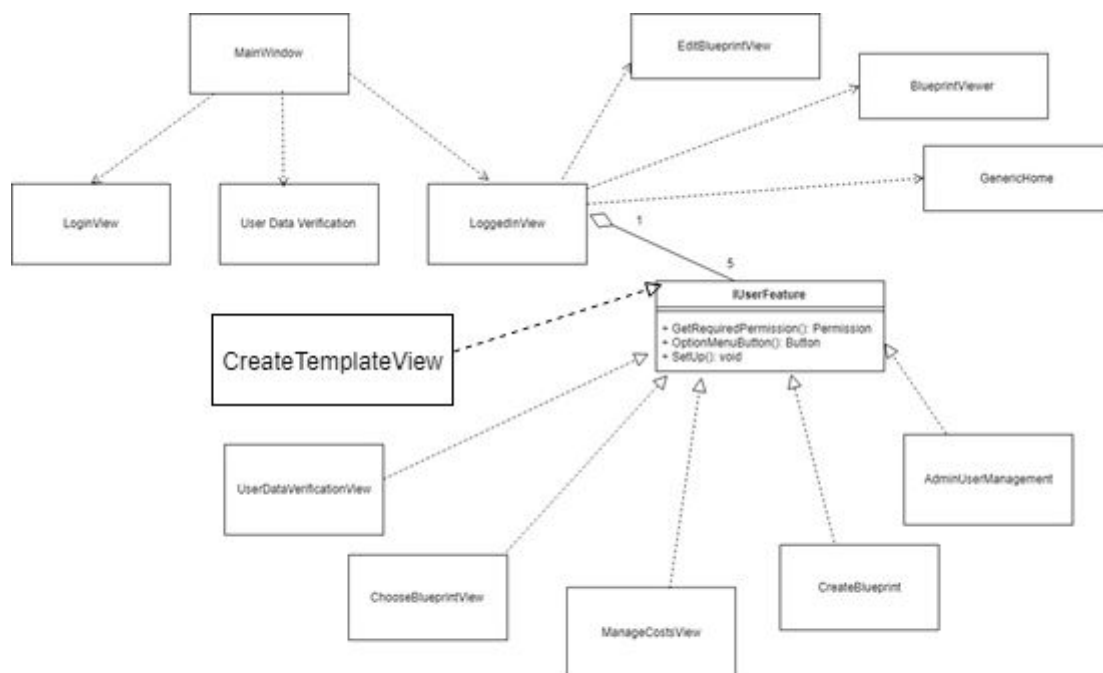 MainWindow
EditBlueprintView
BlueprintViewer
GenericHome
LoginView
User Data Verification
LoggedInView
1
5
IUserFeature
+ GetRequiredPermission(): Permission
+ OptionMenuButton(): Button
+ SetUp(): void
CreateTemplateView
UserDataVerificationView
AdminUserManagement
ChooseBlueprintView
CreateBlueprint
ManageCostsView